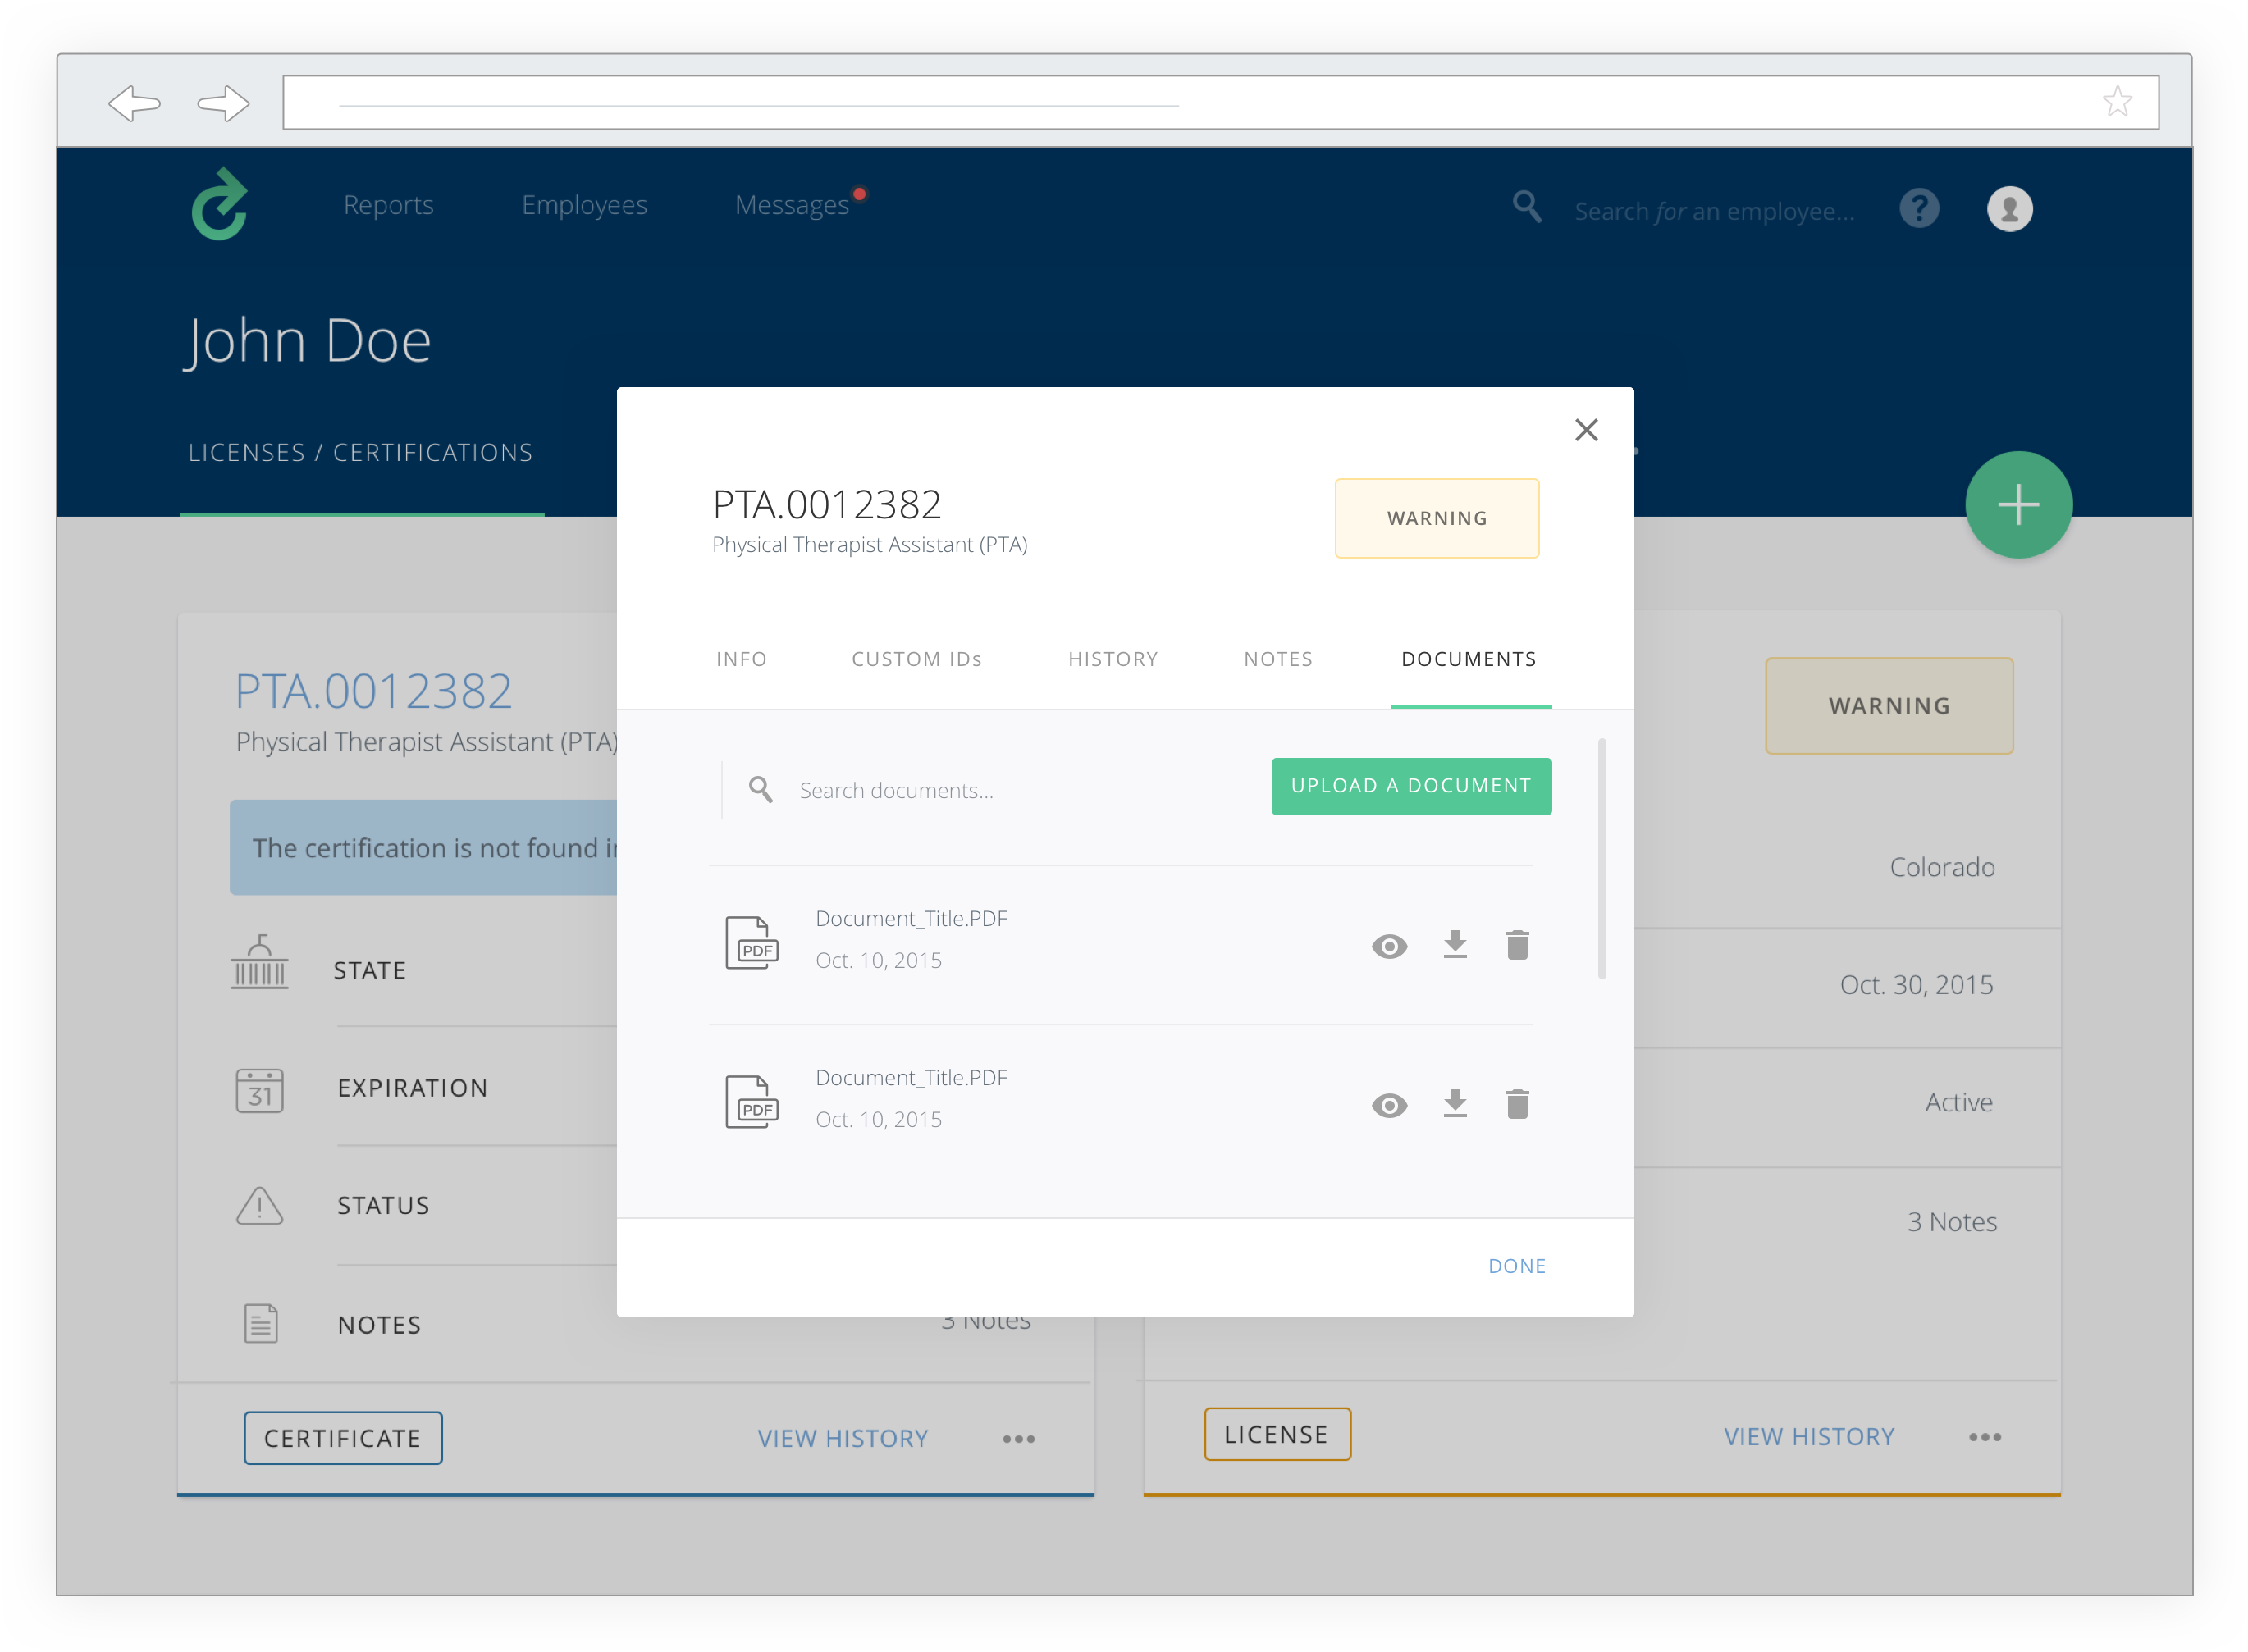 Reports
Employees
Messages
Search for an employee...
?
John Doe
LICENSES / CERTIFICATIONS
PTA.0012382
Physical Therapist Assistant (PTA)
WARNING
INFO
CUSTOM IDs
HISTORY
NOTES
DOCUMENTS
Search documents...
UPLOAD A DOCUMENT
PDF
Document_Title.PDF
Oct. 10, 2015
PDF
Document_Title.PDF
Oct. 10, 2015
DONE
PTA.0012382
Physical Therapist Assistant (PTA)
The certification is not found
STATE
31
EXPIRATION
STATUS
NOTES
3 Notes
CERTIFICATE
VIEW HISTORY
WARNING
Colorado
Oct. 30, 2015
Active
3 Notes
LICENSE
VIEW HISTORY